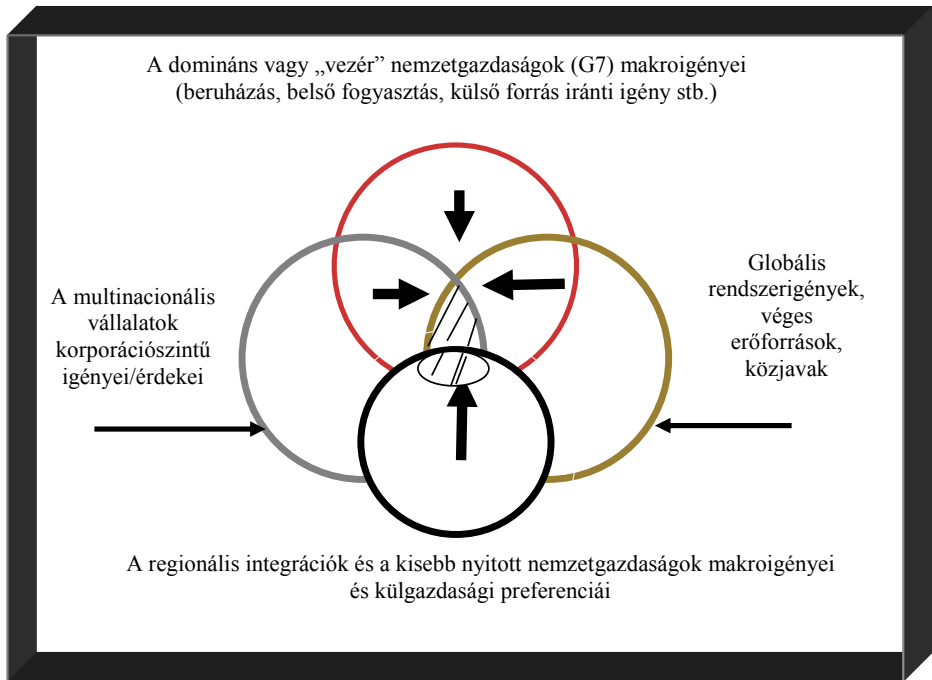 A domináns vagy „vezér” nemzetgazdaságok (G7) makroigényei
(beruházás, belső fogyasztás, külső forrás iránti igény stb.)
A multinacionális
vállalatok
korporációszintű
igényei/érdekei
Globális
rendszerigények,
véges
erőforrások,
közjavak
A regionális integrációk és a kisebb nyitott nemzetgazdaságok makroigényei
és külgazdasági preferenciái